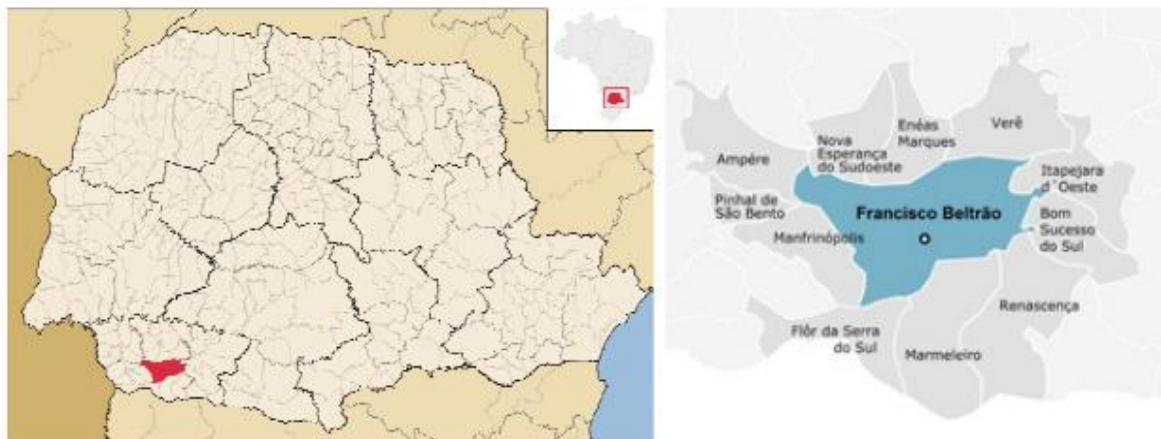 Enéas
Marques
Verê
Nova
Esperança
do Sudoeste
Ampére
Itapejara
d´Oeste
Pinhal de
São Bento
Francisco Beltrão
Bom
Sucesso
do Sul
Manfrinópolis
Renascença
Flôr da Serra
do Sul
Marmeleiro